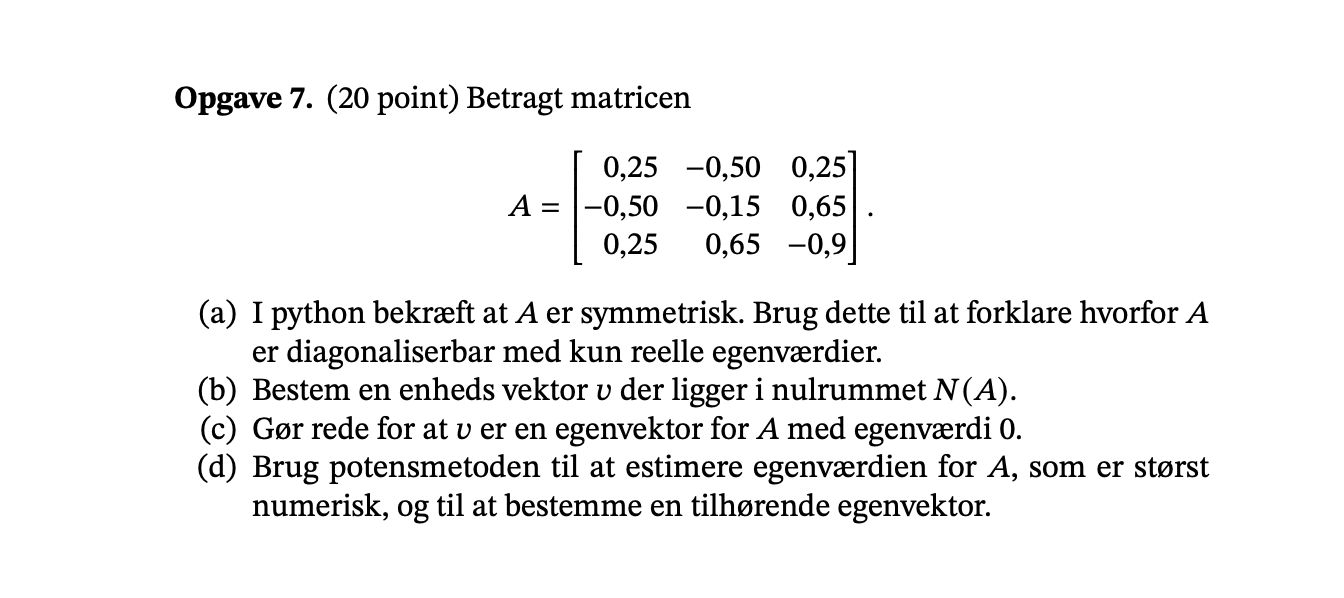 Opgave 7. (20 point) Betragt matricen
A = [ 0,25 −0,50 0,25
−0,50 −0,15 0,65
0,25 0,65 −0,9 ] .
(a) I python bekræft at A er symmetrisk. Brug dette til at forklare hvorfor A
er diagonaliserbar med kun reelle egenværdier.
(b) Bestem en enheds vektor v der ligger i nulrummet N(A).
(c) Gør rede for at v er en egenvektor for A med egenværdi 0.
(d) Brug potensmetoden til at estimere egenværdien for A, som er størst
numerisk, og til at bestemme en tilhørende egenvektor.